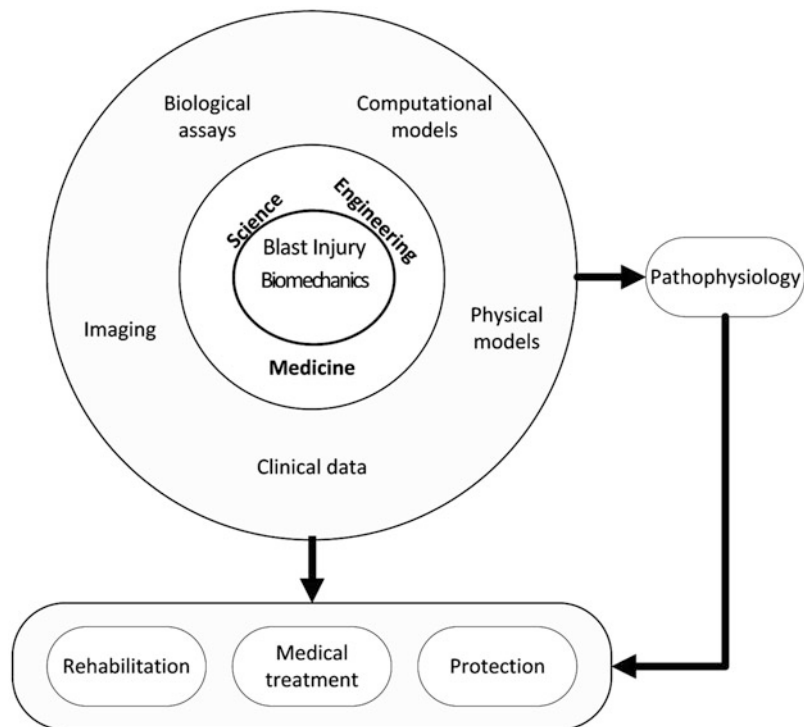 Biological
assays
Computational
models
Science
Engineering
Blast Injury
Biomechanics
Pathophysiology
Imaging
Physical
models
Medicine
Clinical data
Rehabilitation
Medical
treatment
Protection